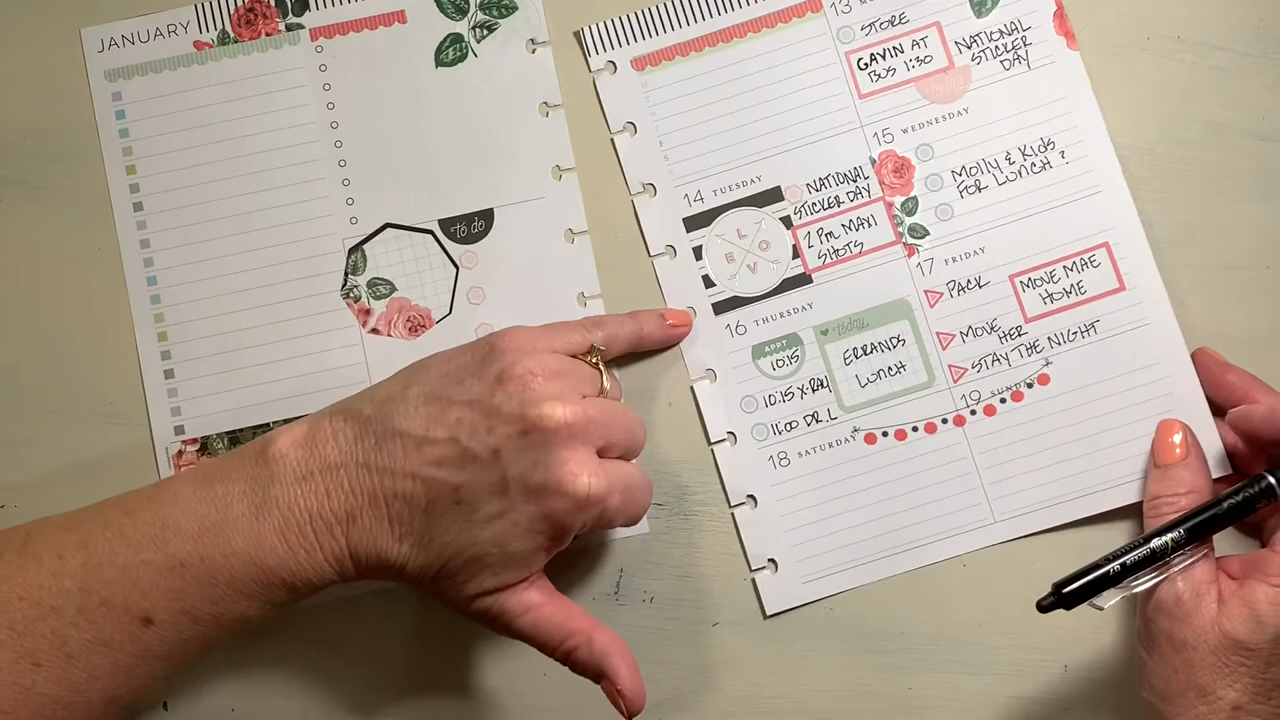 JANUARY
to do
13
STORE
GAVIN AT
BUS 1:30
NATIONAL
STICKER
DAY
today
14 TUESDAY
L
O
E
V
NATIONAL
STICKER DAY
2 PM MAXI
SHOTS
15 WEDNESDAY
MOLLY & KIDS
FOR LUNCH?
16 THURSDAY
APPT
10:15
10:15 X-RAY
11:00 DR. L
today
ERRANDS
LUNCH
17 FRIDAY
PACK
MOVE MAE
HOME
MOVE
HER
STAY THE NIGHT
18 SATURDAY
19 SUNDAY